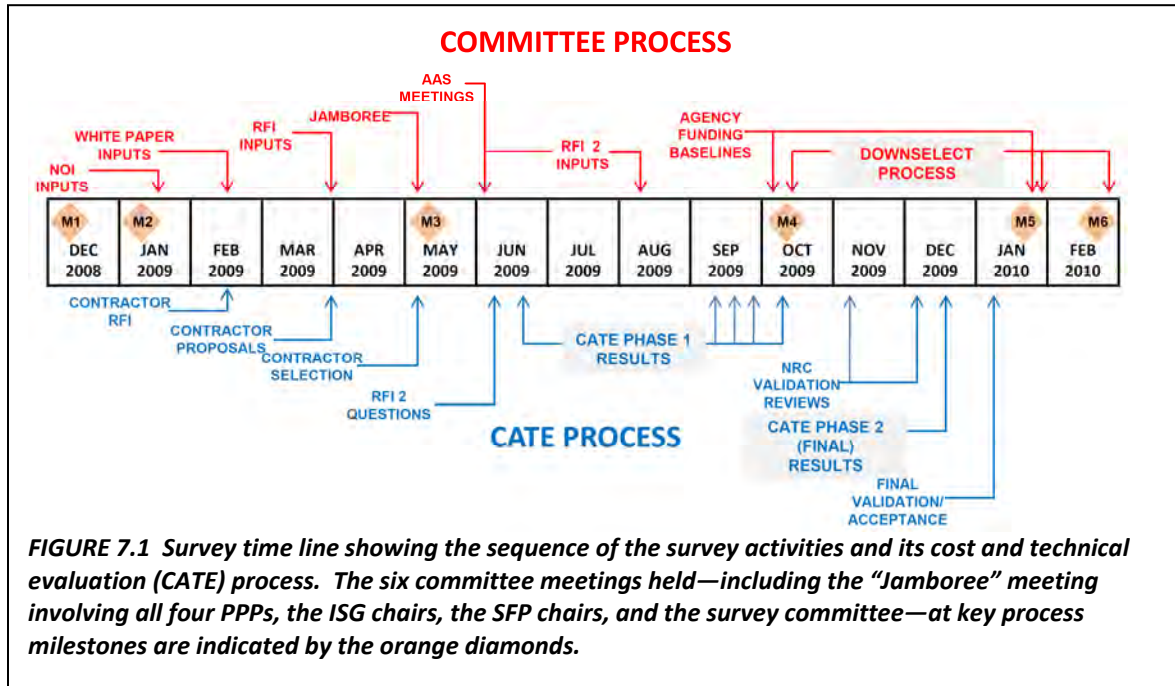 COMMITTEE PROCESS
AAS
MEETINGS
JAMBOREE
RFI
INPUTS
WHITE PAPER
INPUTS
NOI
INPUTS
RFI 2
INPUTS
AGENCY
FUNDING
BASELINES
DOWNSELECT
PROCESS
M1
DEC
2008
M2
JAN
2009
FEB
2009
MAR
2009
APR
2009
M3
MAY
2009
JUN
2009
JUL
2009
AUG
2009
SEP
2009
M4
OCT
2009
NOV
2009
DEC
2009
M5
JAN
2010
M6
FEB
2010
CONTRACTOR
RFI
CONTRACTOR
PROPOSALS
CONTRACTOR
SELECTION
RFI 2
QUESTIONS
CATE PHASE 1
RESULTS
NRC
VALIDATION
REVIEWS
CATE PROCESS
CATE PHASE 2
(FINAL)
RESULTS
FINAL
VALIDATION/
ACCEPTANCE
FIGURE 7.1 Survey time line showing the sequence of the survey activities and its cost and technical
evaluation (CATE) process. The six committee meetings held—including the “Jamboree” meeting
involving all four PPPs, the ISG chairs, the SFP chairs, and the survey committee—at key process
milestones are indicated by the orange diamonds.